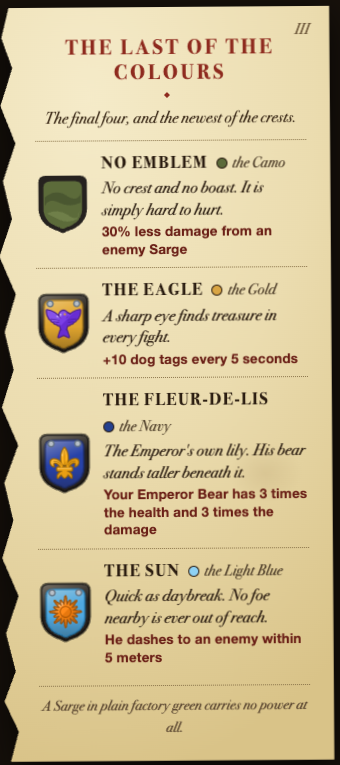 III
THE LAST OF THE
COLOURS
The final four, and the newest of the crests.
NO EMBLEM the Camo
No crest and no boast. It is
simply hard to hurt.
30% less damage from an
enemy Sarge
THE EAGLE the Gold
A sharp eye finds treasure in
every fight.
+10 dog tags every 5 seconds
THE FLEUR-DE-LIS
the Navy
The Emperor's own lily. His bear
stands taller beneath it.
Your Emperor Bear has 3 times
the health and 3 times the
damage
THE SUN the Light Blue
Quick as daybreak. No foe
nearby is ever out of reach.
He dashes to an enemy within
5 meters
A Sarge in plain factory green carries no power at
all.